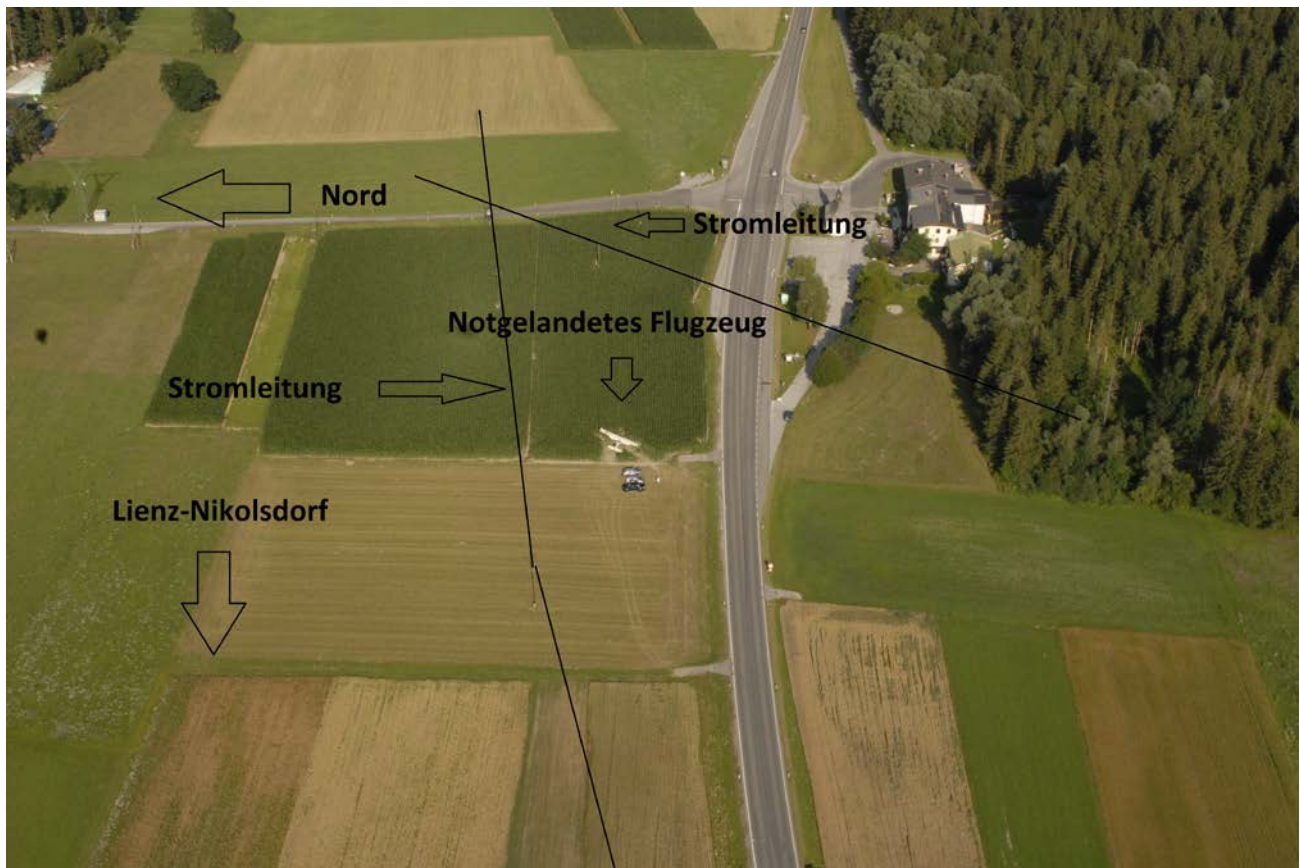 Nord
Stromleitung
Notgelandetes Flugzeug
Stromleitung
Lienz-Nikolsdorf